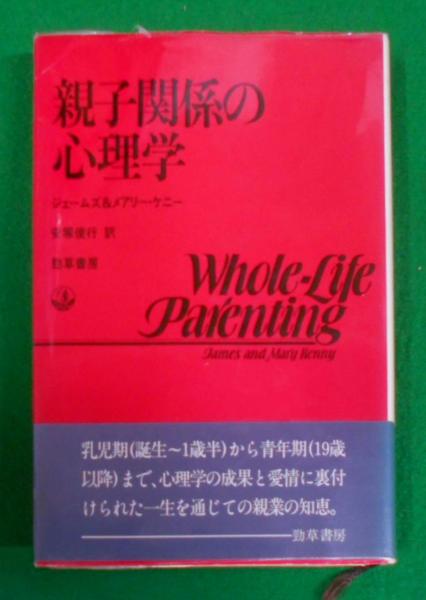 親子関係の
心理学
ジェームズ&メアリー・ケニー
安塚俊行 訳
勁草書房
Whole-Life
Parenting
James and Mary Kenny
乳児期(誕生〜1歳半)から青年期(19歳
以降)まで、心理学の成果と愛情に裏付
けられた一生を通じての親業の知恵。
勁草書房